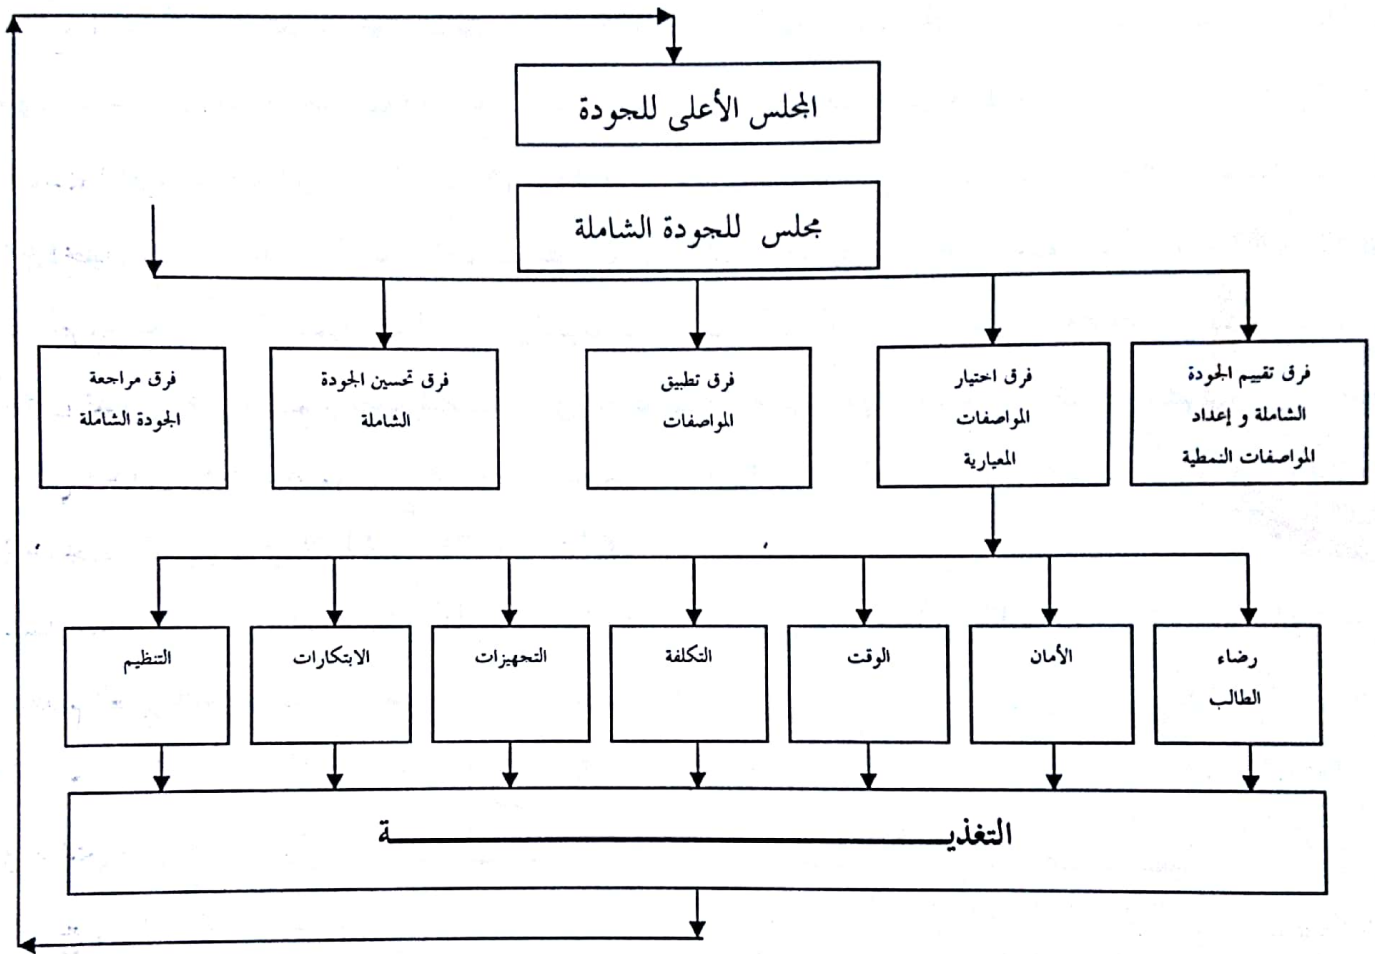 المجلس الأعلى للجودة
مجلس للجودة الشاملة
فرق تقييم الجودة
الشاملة و إعداد
المواصفات النمطية
فرق اختيار
المواصفات
المعيارية
فرق تطبيق
المواصفات
فرق تحسين الجودة
الشاملة
فرق مراجعة
الجودة الشاملة
رضاء
الطالب
الأمان
الوقت
التكلفة
التجهيزات
الابتكارات
التنظيم
التغذيـــــــــــــــــــــــــــــة